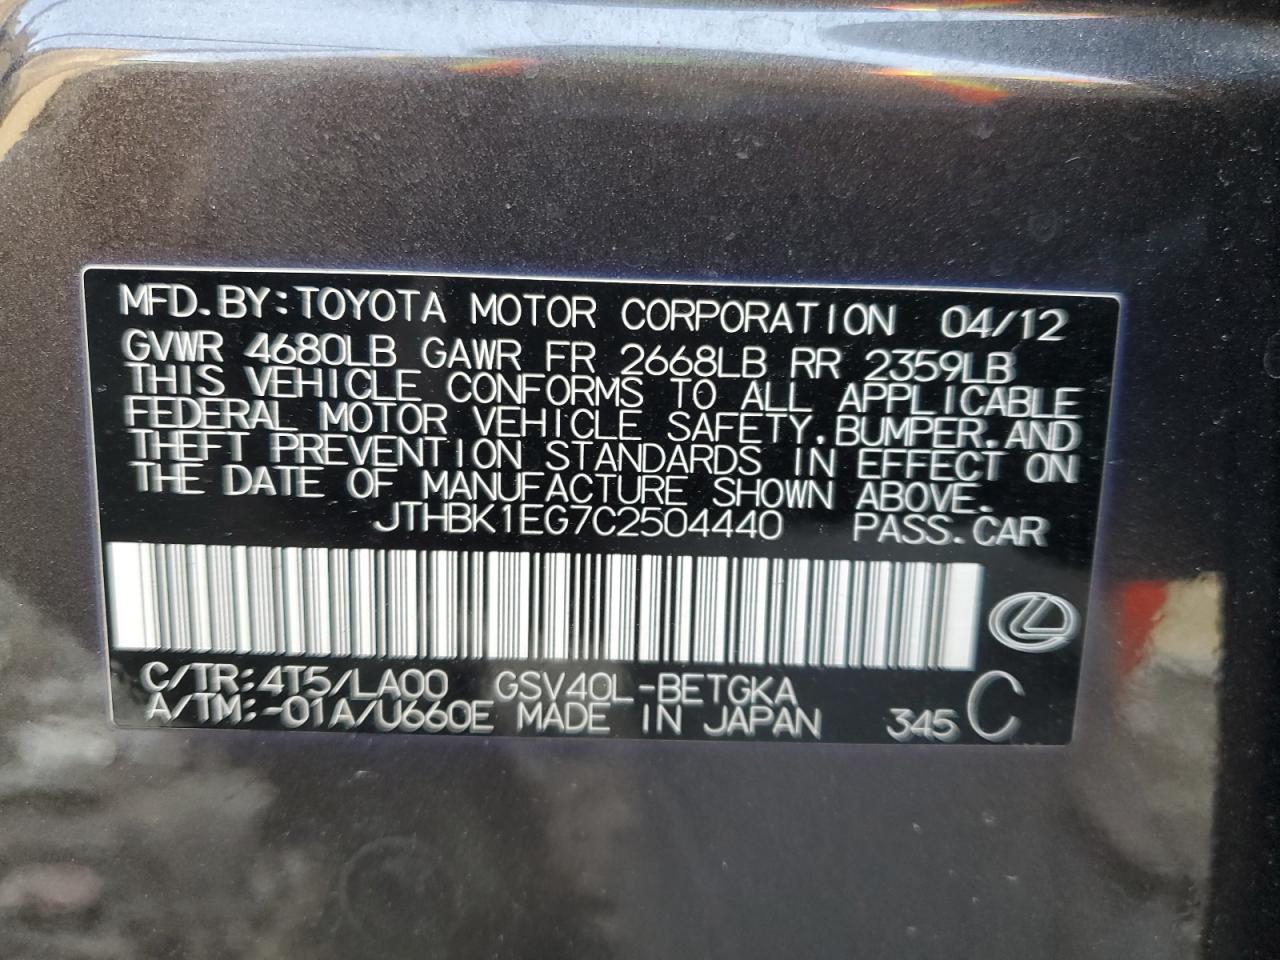 MFD.BY:TOYOTA MOTOR CORPORATION 04/12
GVWR 4680LB GAWR FR 2668LB RR 2359LB
THIS VEHICLE CONFORMS TO ALL APPLICABLE
FEDERAL MOTOR VEHICLE SAFETY,BUMPER,AND
THEFT PREVENTION STANDARDS IN EFFECT ON
THE DATE OF MANUFACTURE SHOWN ABOVE.
JTHBK1EG7C2504440 PASS.CAR
C/TR:4T5/LA00 GSV40L-BETGKA
A/TM:-01A/U660E MADE IN JAPAN 345 C